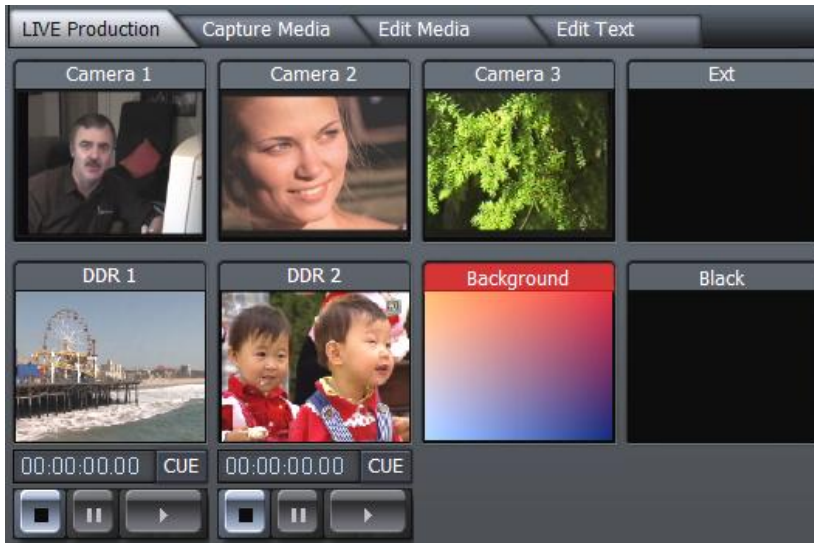 LIVE Production Capture Media Edit Media Edit Text
Camera 1 Camera 2 Camera 3 Ext
DDR 1 DDR 2 Background Black
00:00:00.00 CUE 00:00:00.00 CUE